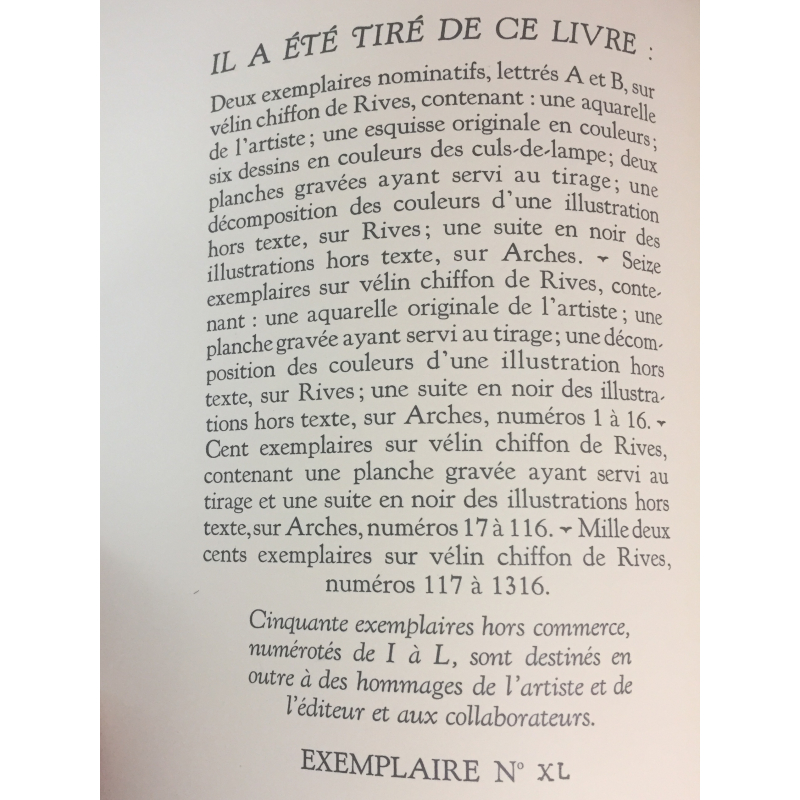 IL A ÉTÉ TIRÉ DE CE LIVRE :
Deux exemplaires nominatifs, lettrés A et B, sur
vélin chiffon de Rives, contenant : une aquarelle
de l'artiste ; une esquisse originale en couleurs ;
six dessins en couleurs des culs-de-lampe ; deux
planches gravées ayant servi au tirage ; une
décomposition des couleurs d'une illustration
hors texte, sur Rives ; une suite en noir des
illustrations hors texte, sur Arches. - Seize
exemplaires sur vélin chiffon de Rives, conte-
nant : une aquarelle originale de l'artiste ; une
planche gravée ayant servi au tirage ; une décom-
position des couleurs d'une illustration hors
texte, sur Rives ; une suite en noir des illustra-
tions hors texte, sur Arches, numéros 1 à 16. -
Cent exemplaires sur vélin chiffon de Rives,
contenant une planche gravée ayant servi au
tirage et une suite en noir des illustrations hors
texte, sur Arches, numéros 17 à 116. - Mille deux
cents exemplaires sur vélin chiffon de Rives,
numéros 117 à 1316.
Cinquante exemplaires hors commerce,
numérotés de I à L, sont destinés en
outre à des hommages de l'artiste et de
l'éditeur et aux collaborateurs.
EXEMPLAIRE N° XL